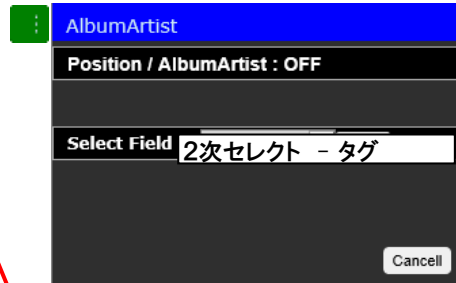 AlbumArtist
Position / AlbumArtist : OFF
Select Field
2次セレクト － タグ
Cancell